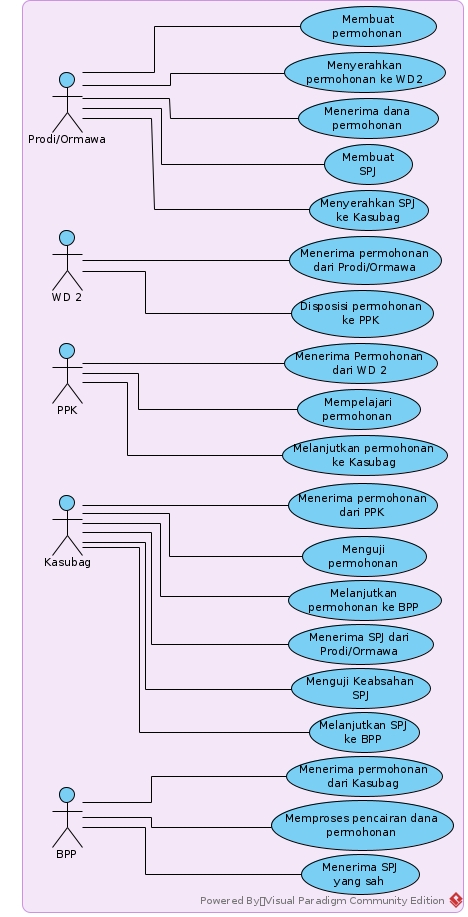 Membuat
permohonan
Menyerahkan
permohonan ke WD2
Menerima dana
permohonan
Membuat
SPJ
Menyerahkan SPJ
ke Kasubag
Prodi/Ormawa
Menerima permohonan
dari Prodi/Ormawa
Disposisi permohonan
ke PPK
WD 2
Menerima Permohonan
dari WD 2
Mempelajari
permohonan
Melanjutkan permohonan
ke Kasubag
PPK
Menerima permohonan
dari PPK
Menguji
permohonan
Melanjutkan
permohonan ke BPP
Menerima SPJ dari
Prodi/Ormawa
Menguji Keabsahan
SPJ
Melanjutkan SPJ
ke BPP
Kasubag
Menerima permohonan
dari Kasubag
Memproses pencairan dana
permohonan
Menerima SPJ
yang sah
BPP
Powered By▯Visual Paradigm Community Edition